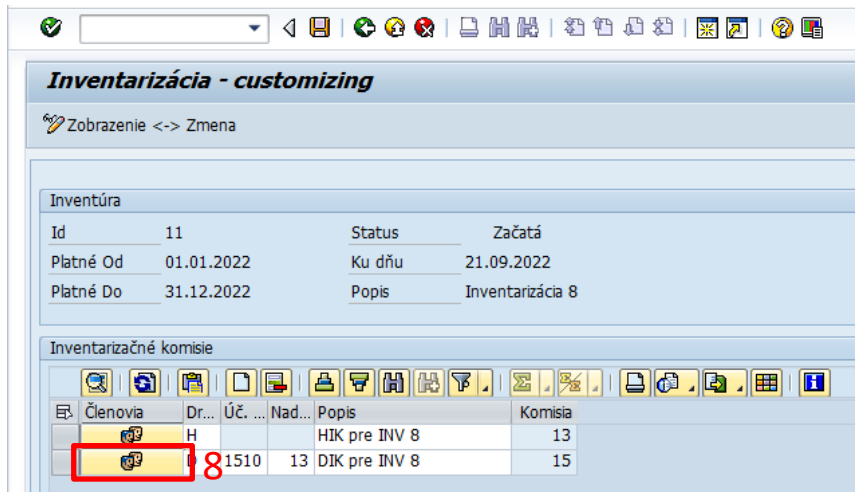 Inventarizácia - customizing
Zobrazenie <-> Zmena
Inventúra
Id 11 Status Začatá
Platné Od 01.01.2022 Ku dňu 21.09.2022
Platné Do 31.12.2022 Popis Inventarizácia 8
Inventarizačné komisie
Členovia Dr... Úč. ... Nad... Popis Komisia
H HIK pre INV 8 13
D 8 1510 13 DIK pre INV 8 15